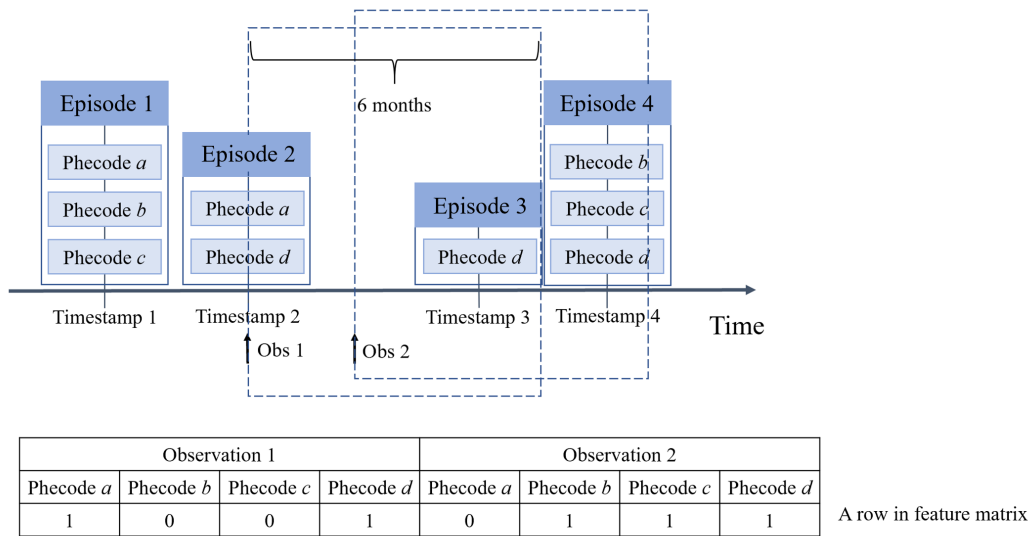 6 months
Episode 1
Phecode a
Phecode b
Phecode c
Episode 2
Phecode a
Phecode d
Episode 3
Phecode d
Episode 4
Phecode b
Phecode c
Phecode d
Timestamp 1
Timestamp 2
Timestamp 3
Timestamp 4
Time
Obs 1
Obs 2
Observation 1 Observation 2
Phecode a Phecode b Phecode c Phecode d Phecode a Phecode b Phecode c Phecode d
1 0 0 1 0 1 1 1
A row in feature matrix